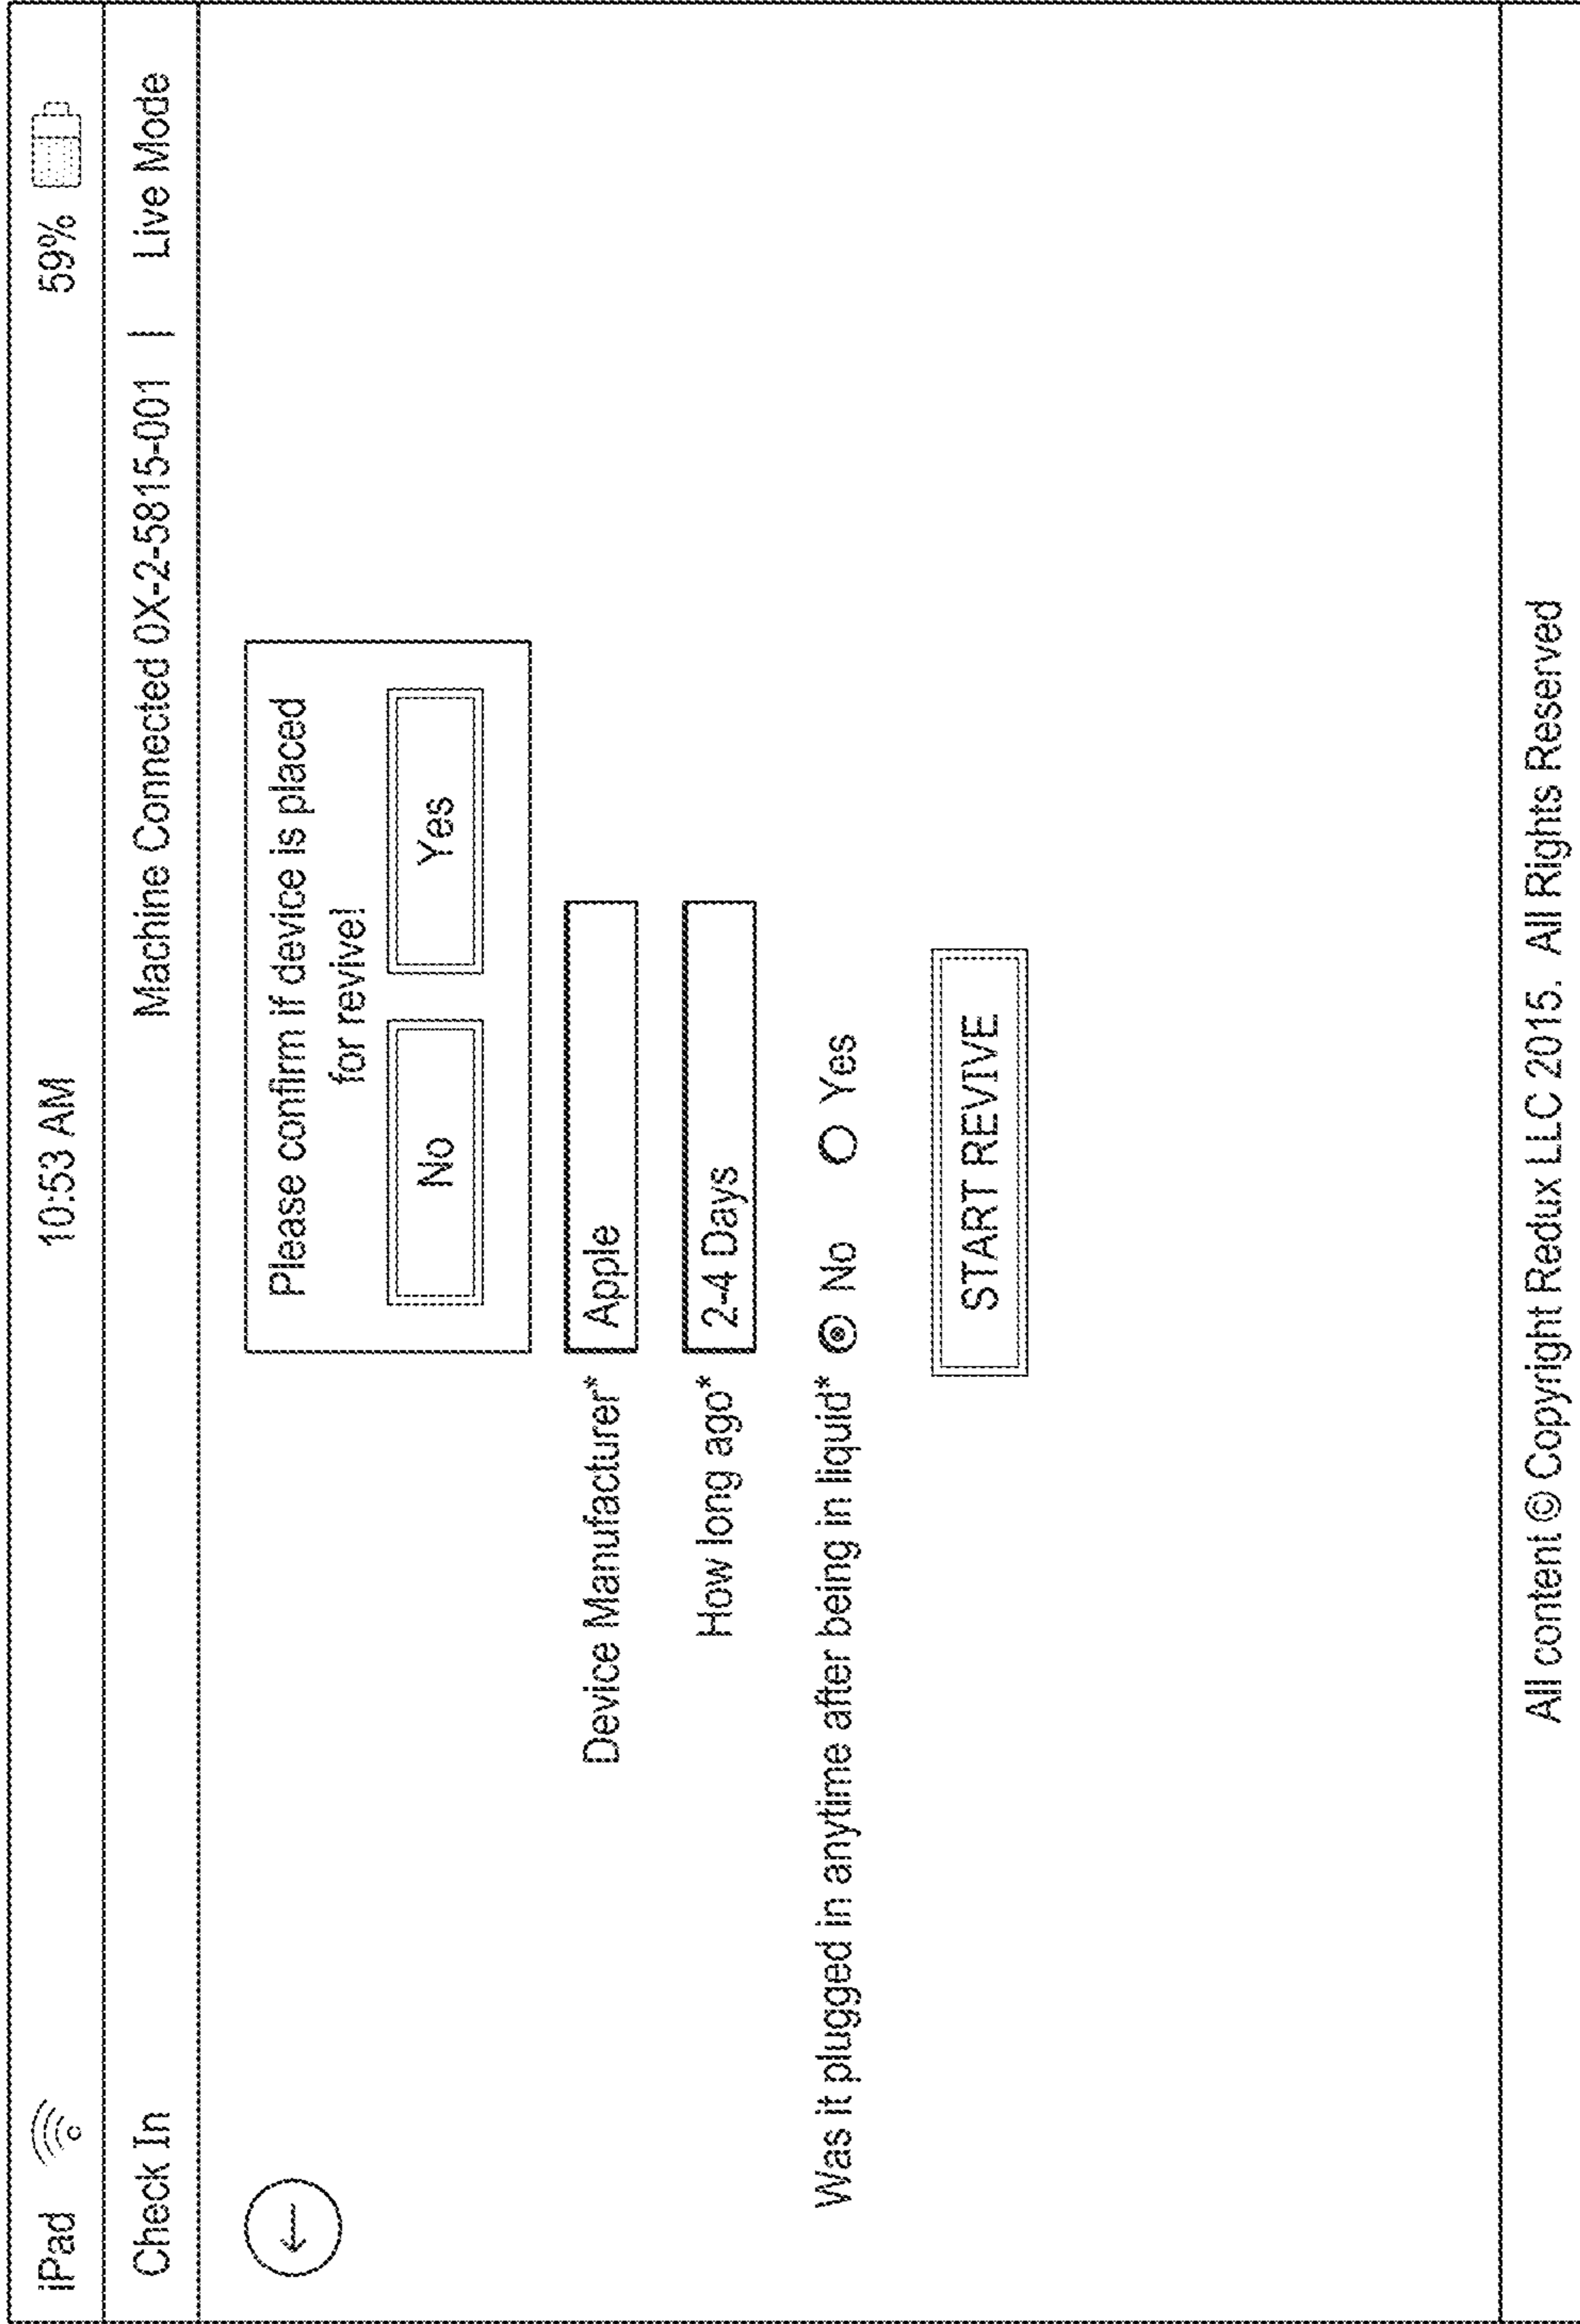 iPad 10:53 AM 59%
Check In Machine Connected 0X-2-5815-001 | Live Mode
Please confirm if device is placed
for revive!
No Yes
Device Manufacturer* Apple
How long ago* 2-4 Days
Was it plugged in anytime after being in liquid* No Yes
START REVIVE
All content © Copyright Redux LLC 2015. All Rights Reserved